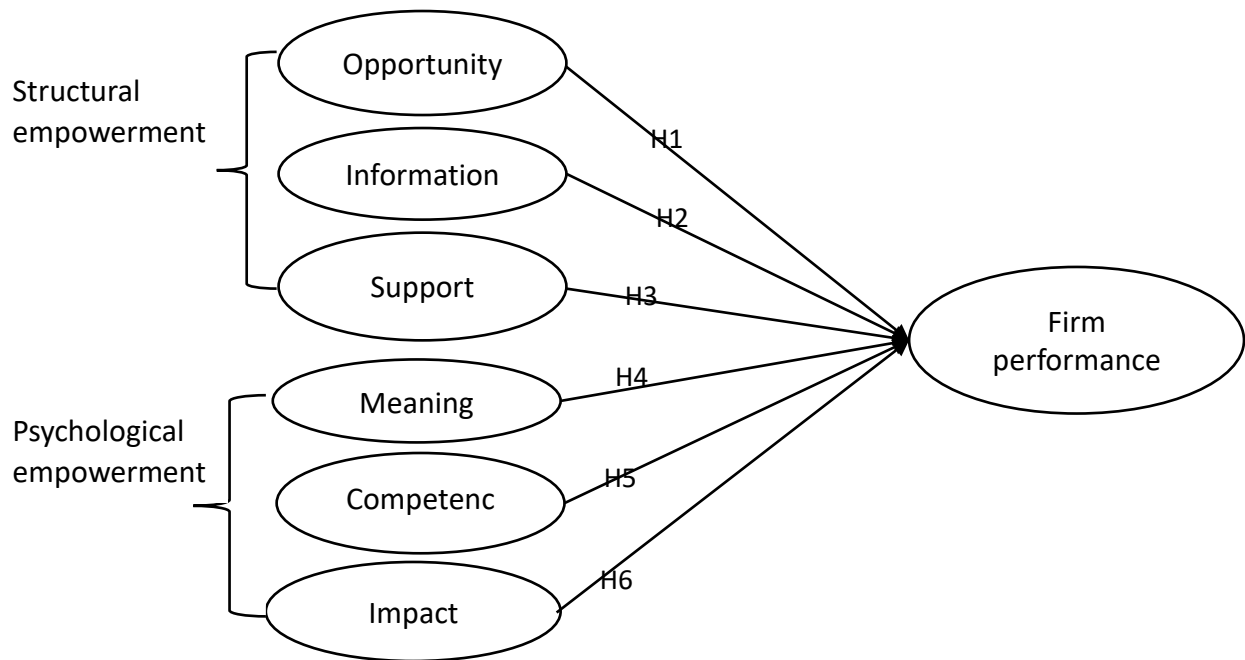 Structural
empowerment
Opportunity
Information
Support
H1
H2
H3
Psychological
empowerment
Meaning
Competenc
Impact
H4
H5
H6
Firm
performance